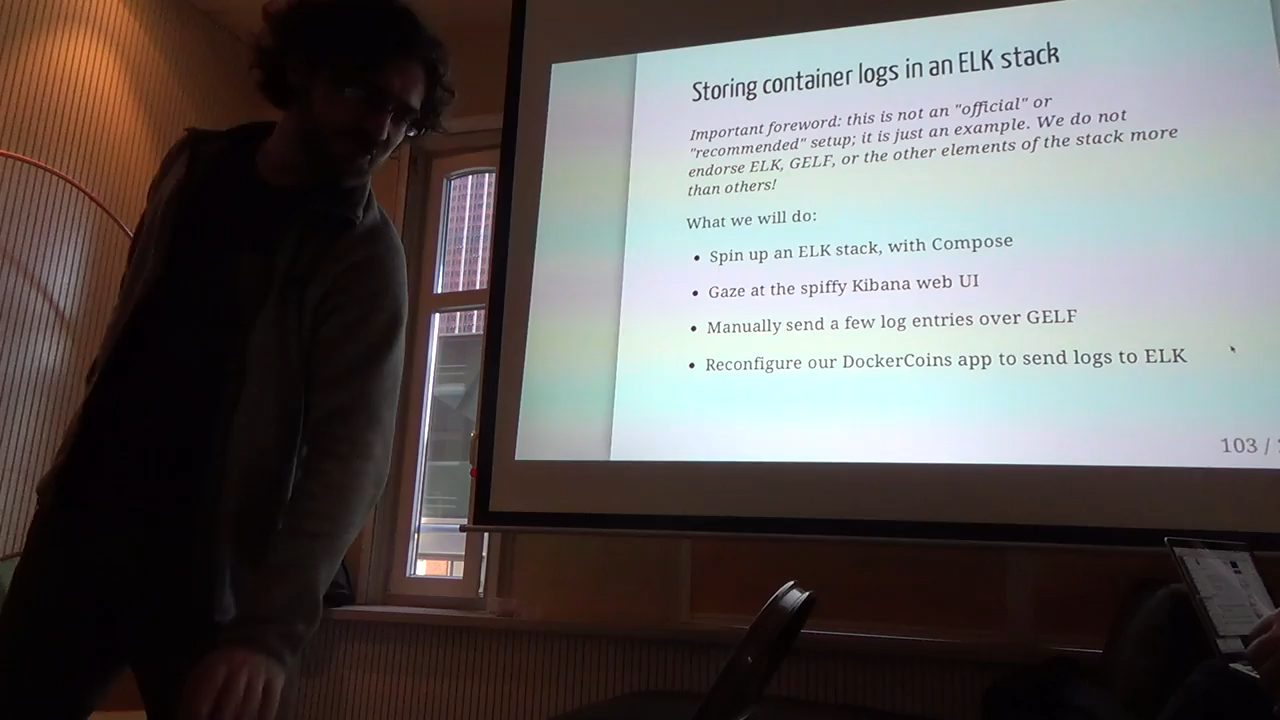 Storing container logs in an ELK stack
Important foreword: this is not an "official" or
"recommended" setup; it is just an example. We do not
endorse ELK, GELF, or the other elements of the stack more
than others!
What we will do:
• Spin up an ELK stack, with Compose
• Gaze at the spiffy Kibana web UI
• Manually send a few log entries over GELF
• Reconfigure our DockerCoins app to send logs to ELK
103 /